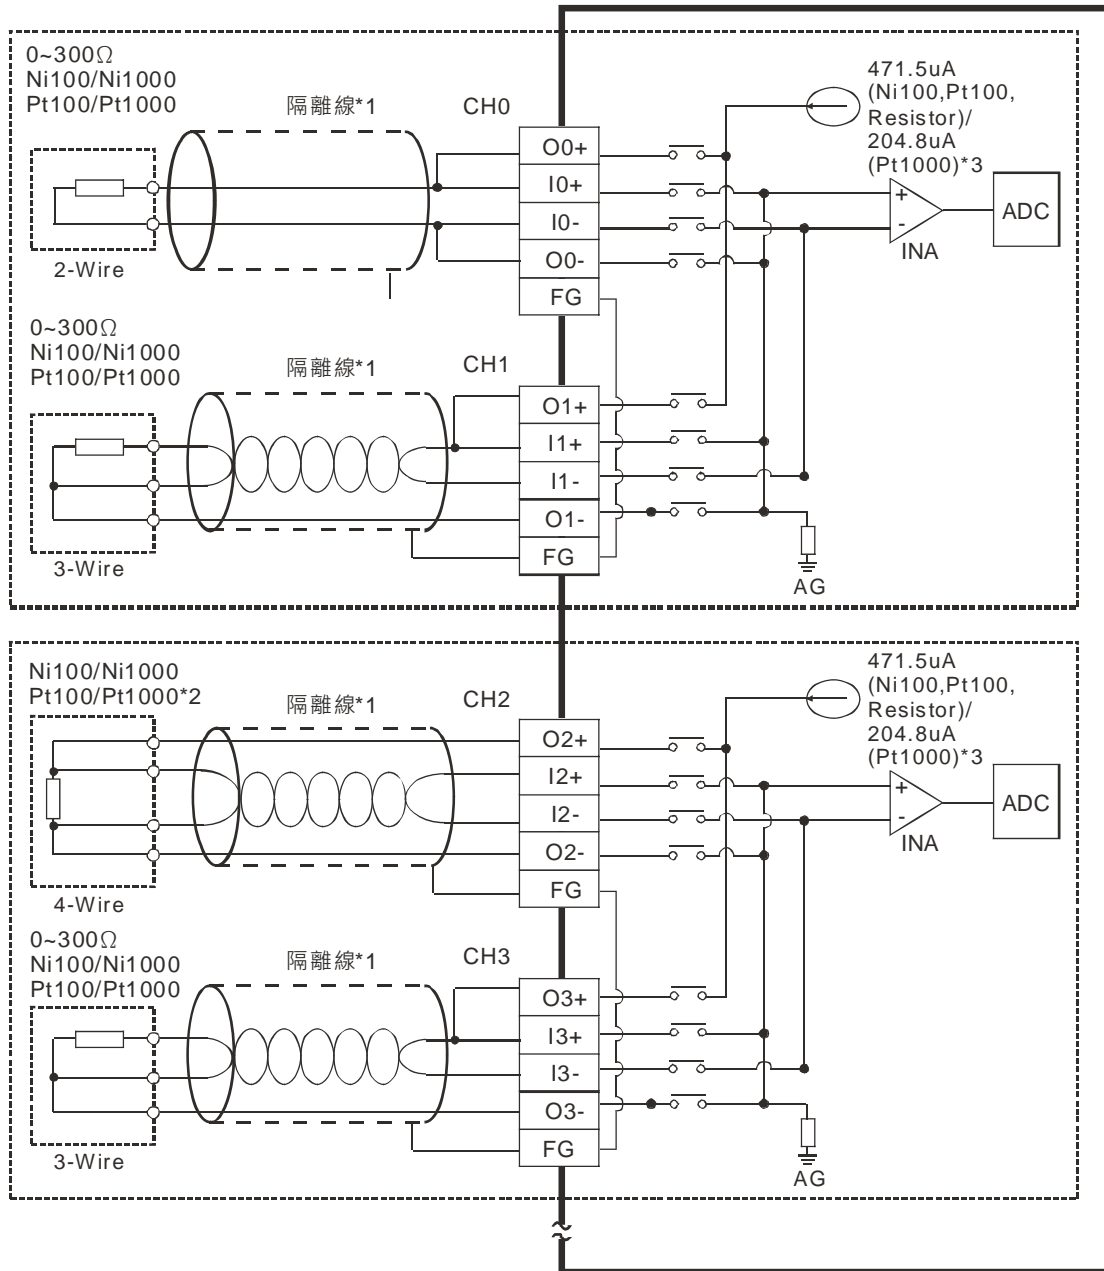 0~300Ω
Ni100/Ni1000
Pt100/Pt1000
隔離線*1
CH0
471.5uA
(Ni100,Pt100,
Resistor)/
204.8uA
(Pt1000)*3
O0+
I0+
I0-
O0-
FG
+
-
INA
ADC
2-Wire
0~300Ω
Ni100/Ni1000
Pt100/Pt1000
隔離線*1
CH1
O1+
I1+
I1-
O1-
FG
AG
3-Wire
Ni100/Ni1000
Pt100/Pt1000*2
隔離線*1
CH2
471.5uA
(Ni100,Pt100,
Resistor)/
204.8uA
(Pt1000)*3
O2+
I2+
I2-
O2-
FG
+
-
INA
ADC
4-Wire
0~300Ω
Ni100/Ni1000
Pt100/Pt1000
隔離線*1
CH3
O3+
I3+
I3-
O3-
FG
AG
3-Wire